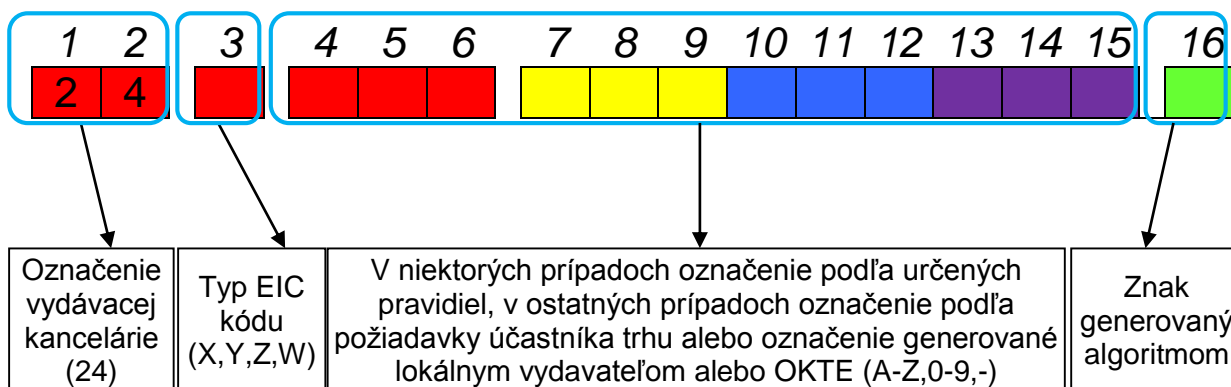 1 2 3 4 5 6 7 8 9 10 11 12 13 14 15 16
2 4
Označenie
vydávacej
kancelárie
(24)
Typ EIC
kódu
(X,Y,Z,W)
V niektorých prípadoch označenie podľa určených
pravidiel, v ostatných prípadoch označenie podľa
požiadavky účastníka trhu alebo označenie generované
lokálnym vydavateľom alebo OKTE (A-Z,0-9,-)
Znak
generovaný
algoritmom